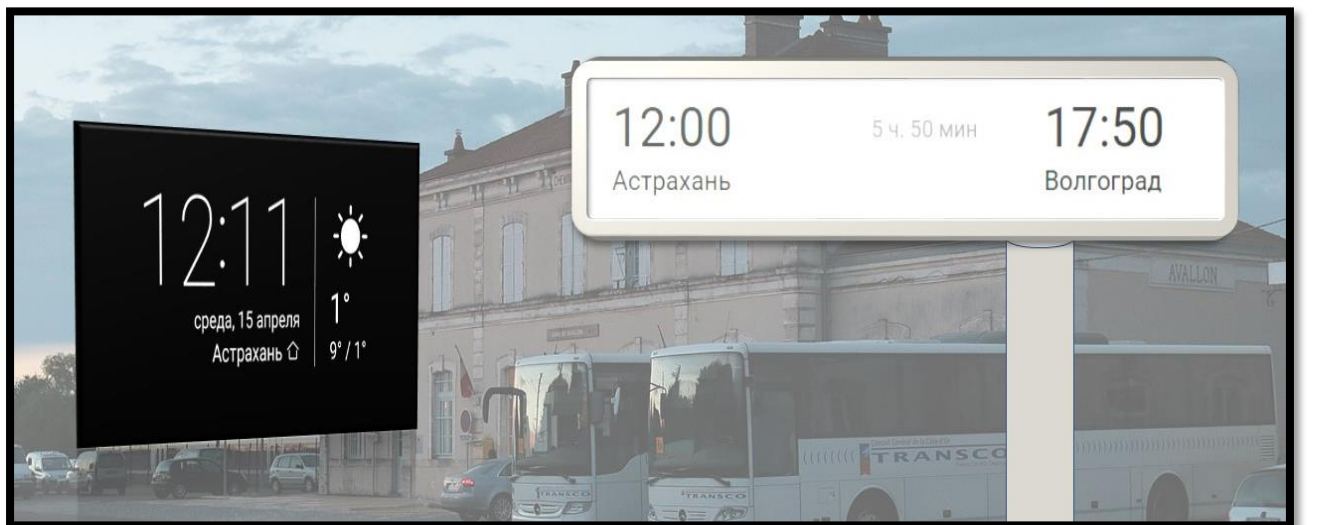 12:11
1°
среда, 15 апреля
Астрахань
9° / 1°
12:00 5 ч. 50 мин 17:50
Астрахань Волгоград
AVALLON
TRANSCO
TRANSCO
TRANSCO